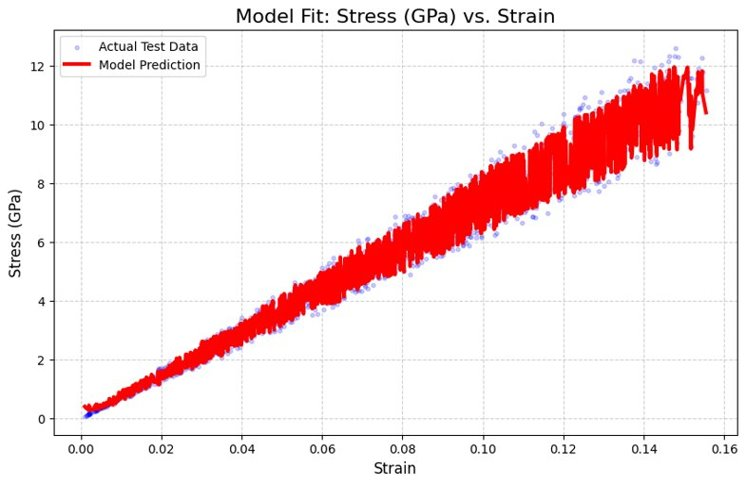 Model Fit: Stress (GPa) vs. Strain
Actual Test Data
Model Prediction
12
10
8
6
4
2
0
Stress (GPa)
0.00 0.02 0.04 0.06 0.08 0.10 0.12 0.14 0.16
Strain